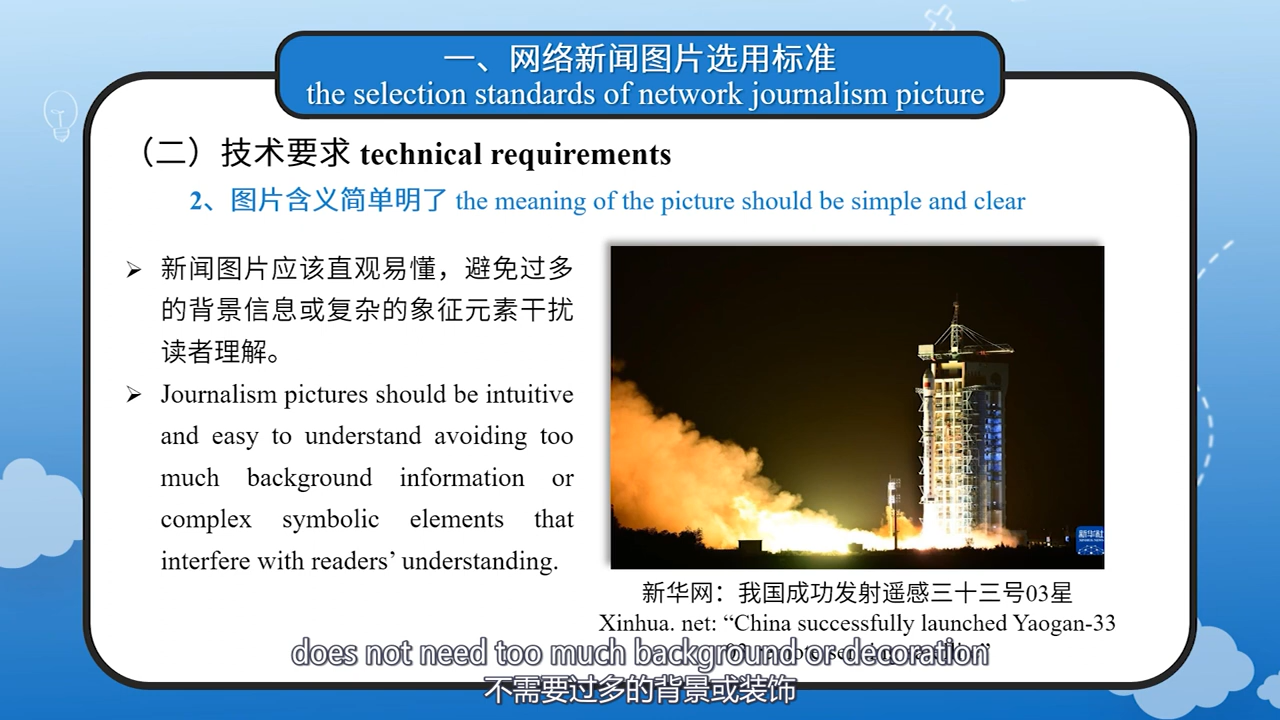 一、网络新闻图片选用标准
the selection standards of network journalism picture
（二）技术要求 technical requirements
2、图片含义简单明了 the meaning of the picture should be simple and clear
➢ 新闻图片应该直观易懂，避免过多
的背景信息或复杂的象征元素干扰
读者理解。
➢ Journalism pictures should be intuitive
and easy to understand avoiding too
much background information or
complex symbolic elements that
interfere with readers’ understanding.
新华社
新华网：我国成功发射遥感三十三号03星
Xinhua. net: “China successfully launched Yaogan-33
does not need too much background or decoration
不需要过多的背景或装饰